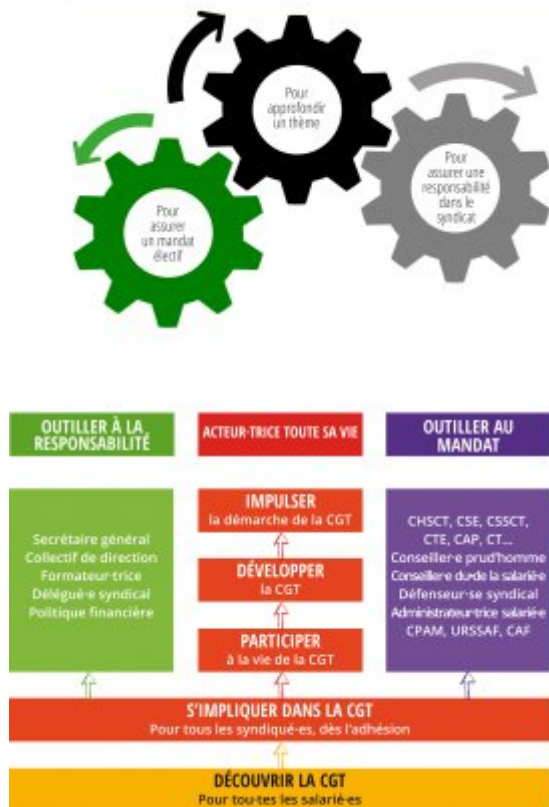 Pour
approfondir
un thème
Pour
assurer une
responsabilité
dans le
syndicat
Pour
assurer
un mandat
électif
OUTILLER À LA
RESPONSABILITÉ
ACTEUR·TRICE TOUTE SA VIE
OUTILLER AU
MANDAT
Secrétaire général
Collectif de direction
Formateur·trice
Délégué·e syndical
Politique financière
IMPULSER
la démarche de la CGT
DÉVELOPPER
la CGT
PARTICIPER
à la vie de la CGT
CHSCT, CSE, CSSCT,
CTE, CAP, CT...
Conseiller·e prud'homme
Conseiller·e du·de la salarié·e
Défenseur·se syndical
Administrateur·trice salarié·e
CPAM, URSSAF, CAF
S'IMPLIQUER DANS LA CGT
Pour tous les syndiqué·es, dès l'adhésion
DÉCOUVRIR LA CGT
Pour tou·tes les salarié·es